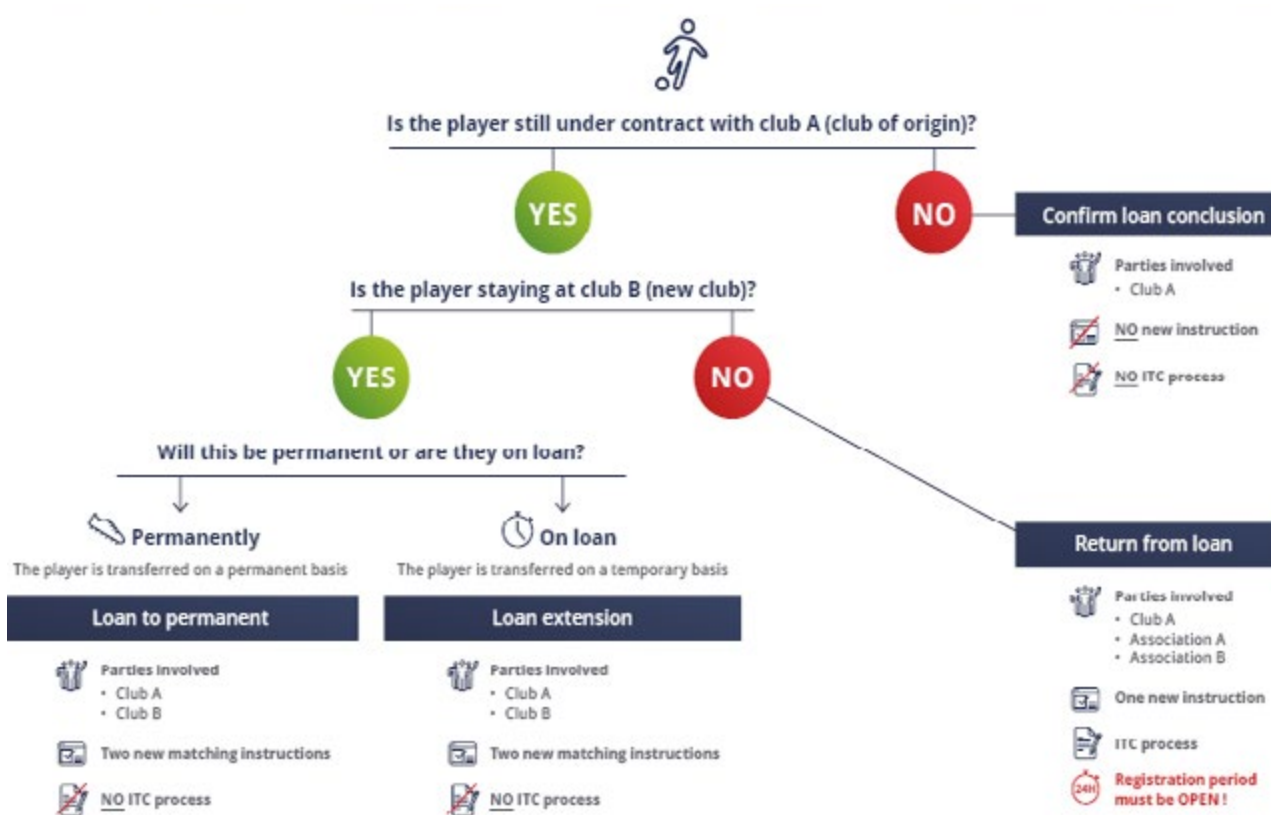 Is the player still under contract with club A (club of origin)?
YES
NO
Confirm loan conclusion
Parties involved
• Club A
NO new instruction
NO ITC process
Is the player staying at club B (new club)?
YES
NO
Will this be permanent or are they on loan?
Permanently
The player is transferred on a permanent basis
Loan to permanent
Parties involved
• Club A
• Club B
Two new matching instructions
NO ITC process
On loan
The player is transferred on a temporary basis
Loan extension
Parties involved
• Club A
• Club B
Two new matching instructions
NO ITC process
Return from loan
Parties involved
• Club A
• Association A
• Association B
One new instruction
ITC process
24H
Registration period
must be OPEN !